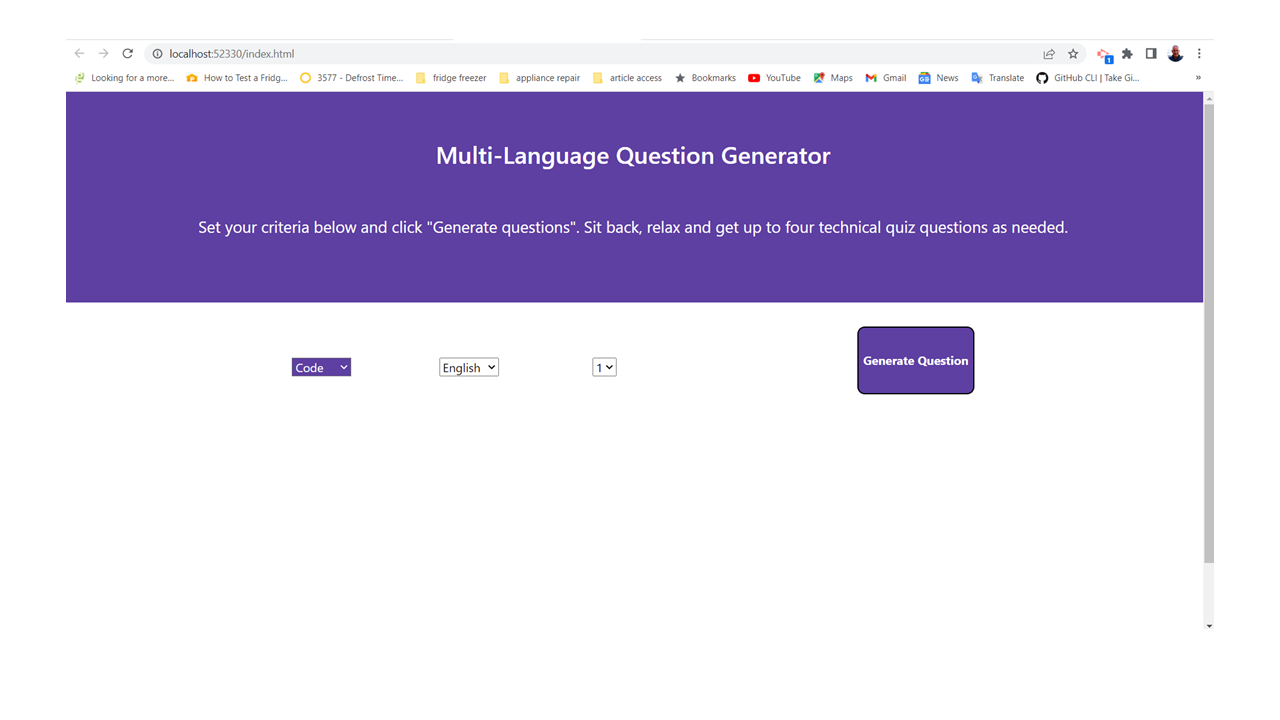 localhost:52330/index.html
1
Looking for a more... How to Test a Fridg... 3577 - Defrost Time... fridge freezer appliance repair article access Bookmarks YouTube Maps Gmail News Translate GitHub CLI | Take Gi... »
Multi-Language Question Generator
Set your criteria below and click "Generate questions". Sit back, relax and get up to four technical quiz questions as needed.
Code English 1 Generate Question